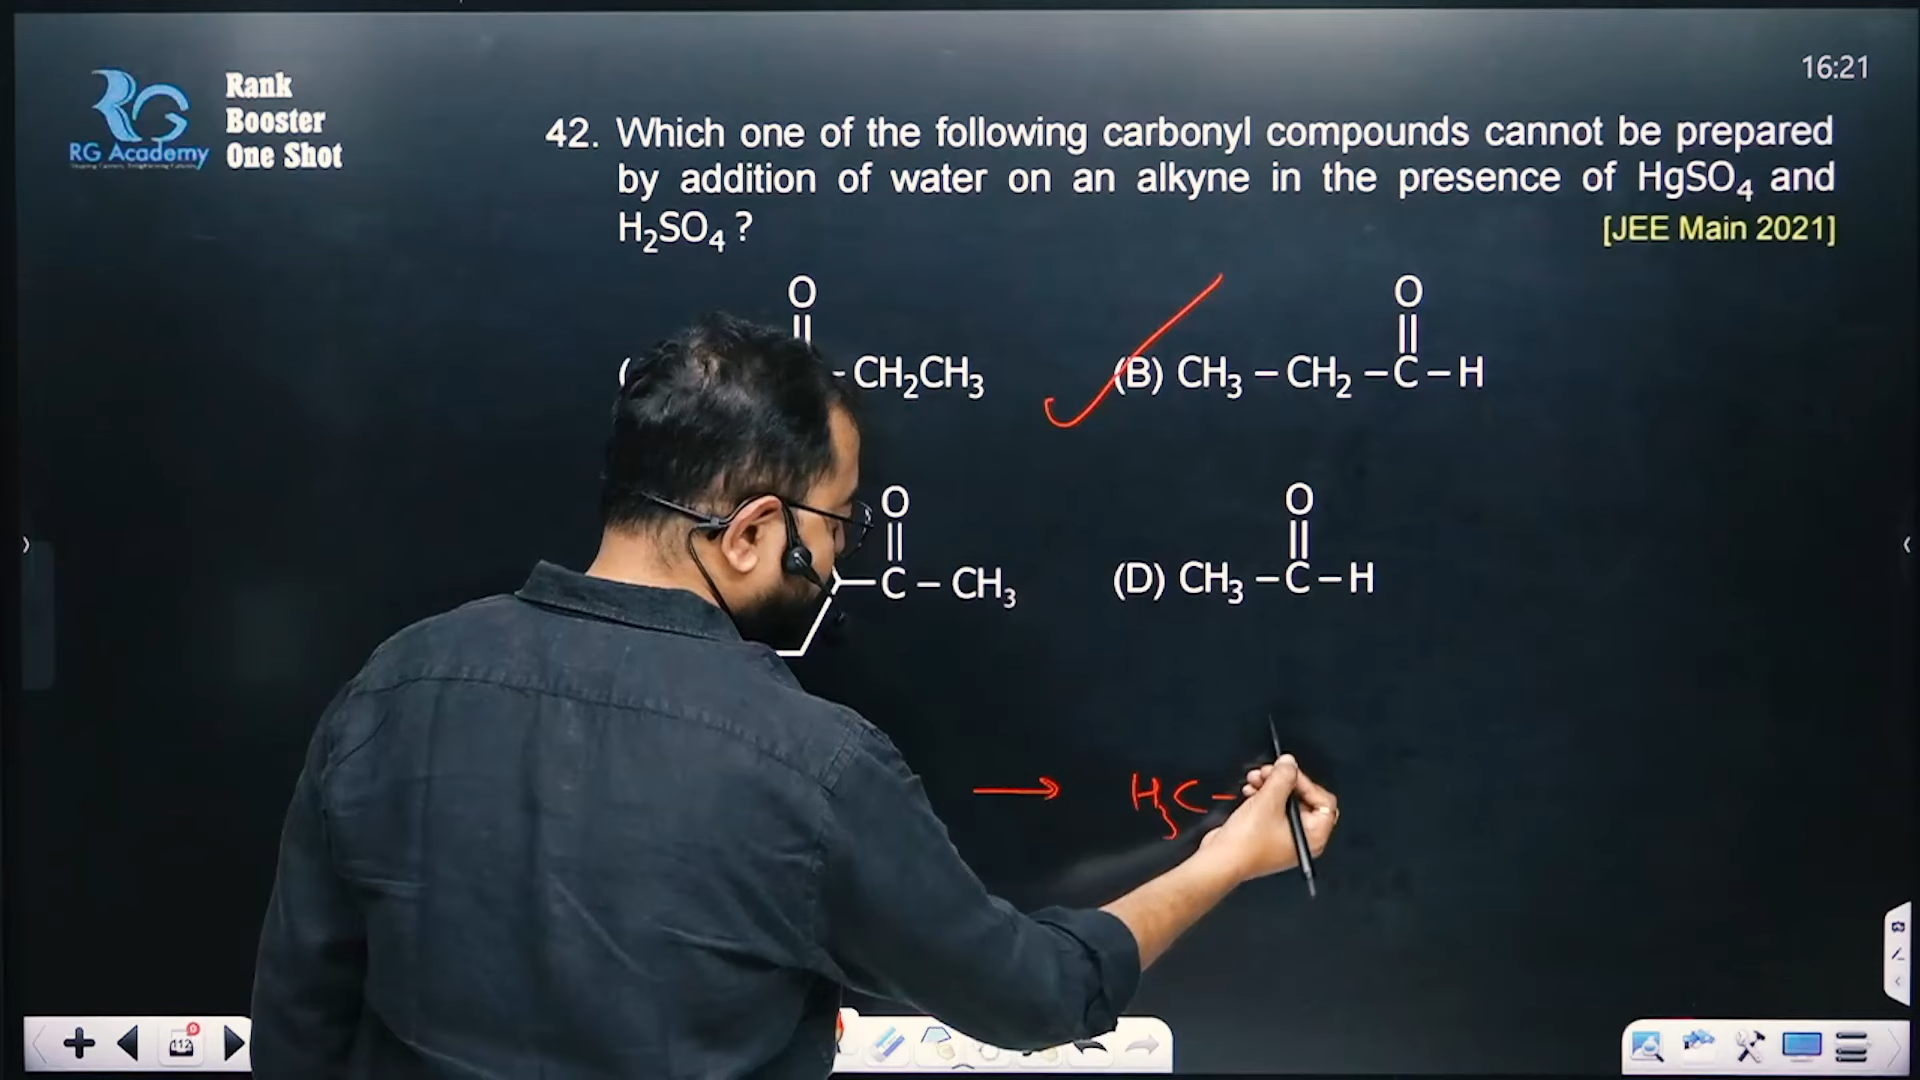 Rank
Booster
One Shot
RG Academy
16:21
42. Which one of the following carbonyl compounds cannot be prepared
by addition of water on an alkyne in the presence of HgSO₄ and
H₂SO₄ ?
[JEE Main 2021]
O
( – CH₂CH₃
O
(B) CH₃ – CH₂ – C – H
O
– C – CH₃
O
(D) CH₃ – C – H
→ H₃C –
112
0